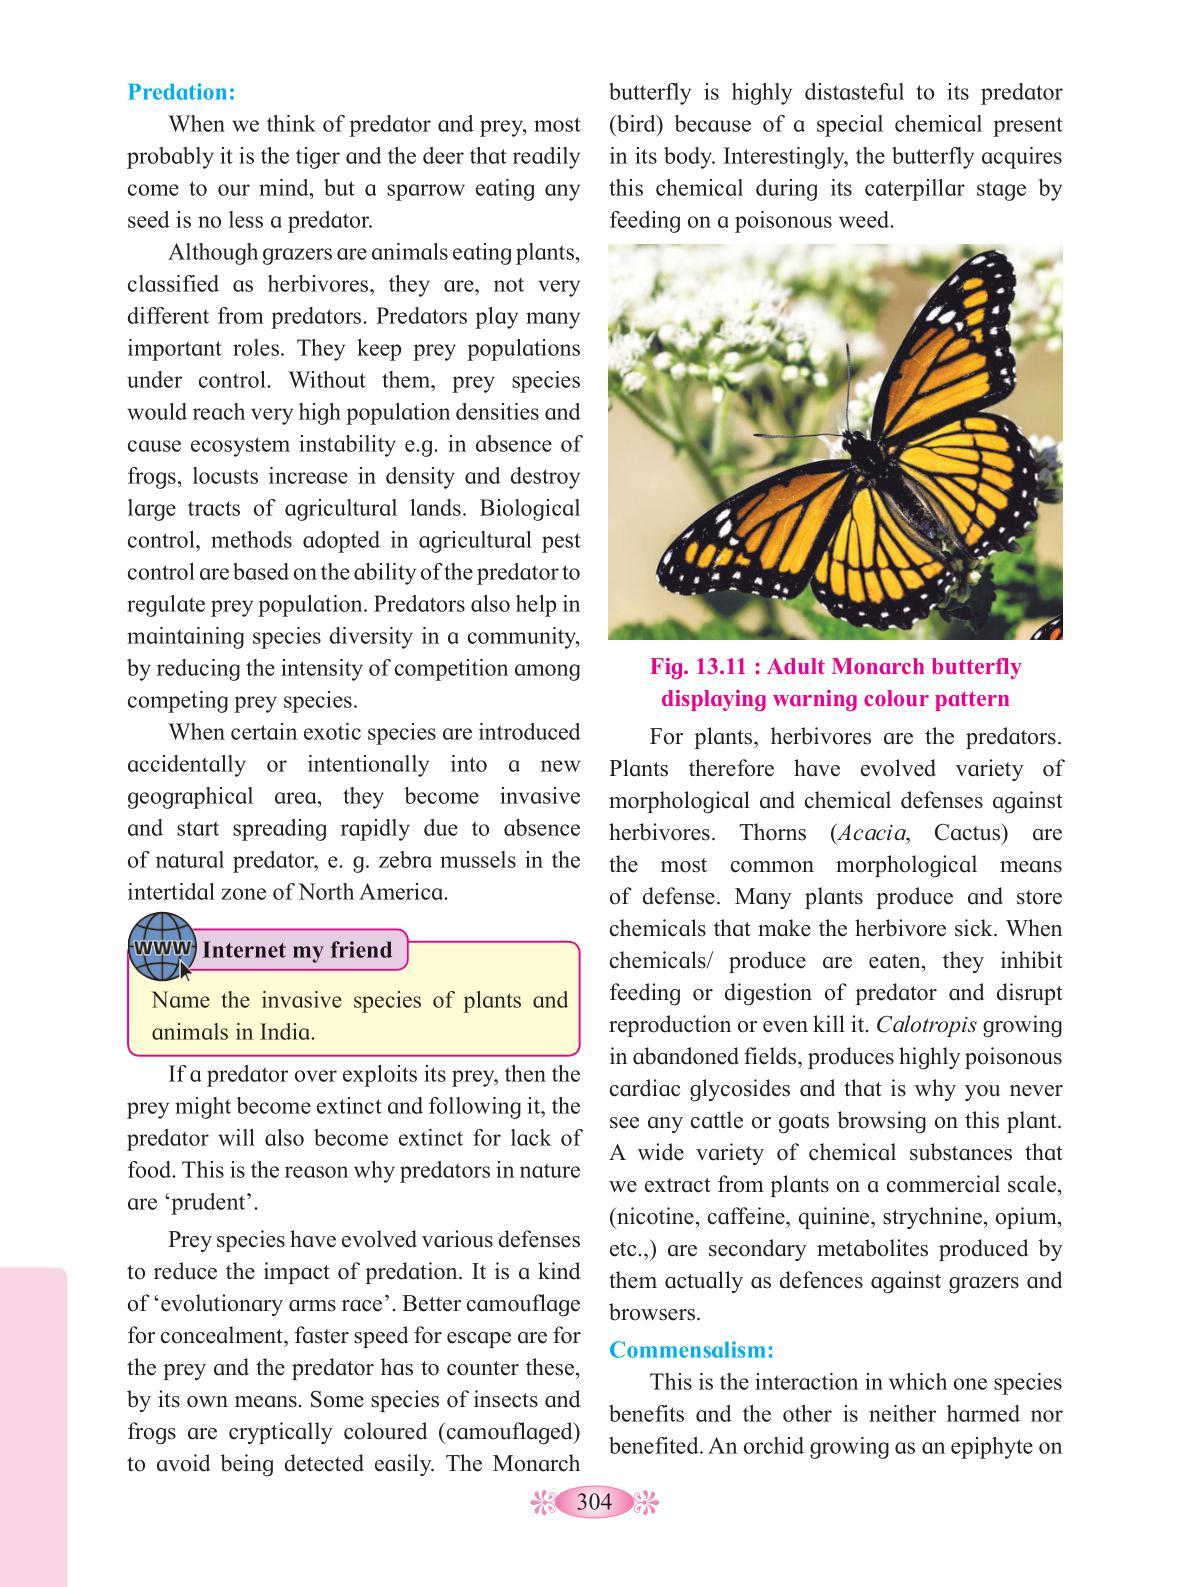 Predation:
When we think of predator and prey, most
probably it is the tiger and the deer that readily
come to our mind, but a sparrow eating any
seed is no less a predator.
Although grazers are animals eating plants,
classified as herbivores, they are, not very
different from predators. Predators play many
important roles. They keep prey populations
under control. Without them, prey species
would reach very high population densities and
cause ecosystem instability e.g. in absence of
frogs, locusts increase in density and destroy
large tracts of agricultural lands. Biological
control, methods adopted in agricultural pest
control are based on the ability of the predator to
regulate prey population. Predators also help in
maintaining species diversity in a community,
by reducing the intensity of competition among
competing prey species.
When certain exotic species are introduced
accidentally or intentionally into a new
geographical area, they become invasive
and start spreading rapidly due to absence
of natural predator, e. g. zebra mussels in the
intertidal zone of North America.
WWW Internet my friend
Name the invasive species of plants and
animals in India.
If a predator over exploits its prey, then the
prey might become extinct and following it, the
predator will also become extinct for lack of
food. This is the reason why predators in nature
are ‘prudent’.
Prey species have evolved various defenses
to reduce the impact of predation. It is a kind
of ‘evolutionary arms race’. Better camouflage
for concealment, faster speed for escape are for
the prey and the predator has to counter these,
by its own means. Some species of insects and
frogs are cryptically coloured (camouflaged)
to avoid being detected easily. The Monarch
butterfly is highly distasteful to its predator
(bird) because of a special chemical present
in its body. Interestingly, the butterfly acquires
this chemical during its caterpillar stage by
feeding on a poisonous weed.
Fig. 13.11 : Adult Monarch butterfly
displaying warning colour pattern
For plants, herbivores are the predators.
Plants therefore have evolved variety of
morphological and chemical defenses against
herbivores. Thorns (Acacia, Cactus) are
the most common morphological means
of defense. Many plants produce and store
chemicals that make the herbivore sick. When
chemicals/ produce are eaten, they inhibit
feeding or digestion of predator and disrupt
reproduction or even kill it. Calotropis growing
in abandoned fields, produces highly poisonous
cardiac glycosides and that is why you never
see any cattle or goats browsing on this plant.
A wide variety of chemical substances that
we extract from plants on a commercial scale,
(nicotine, caffeine, quinine, strychnine, opium,
etc.,) are secondary metabolites produced by
them actually as defences against grazers and
browsers.
Commensalism:
This is the interaction in which one species
benefits and the other is neither harmed nor
benefited. An orchid growing as an epiphyte on
304